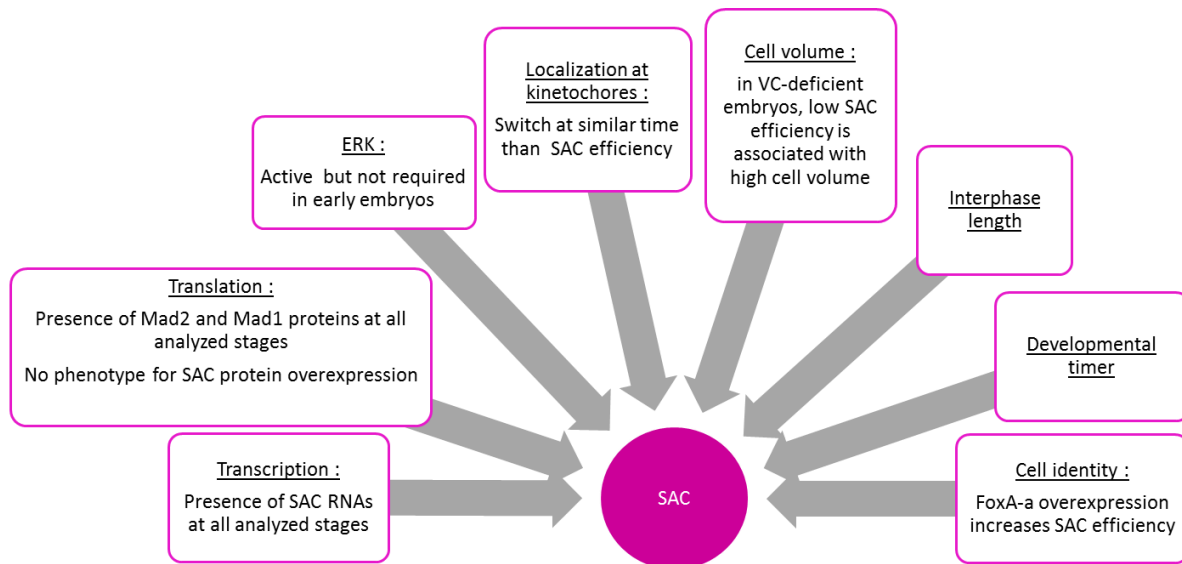 Cell volume :
in VC-deficient
embryos, low SAC
efficiency is
associated with
high cell volume
Localization at
kinetochores :
Switch at similar time
than SAC efficiency
ERK :
Active but not required
in early embryos
Interphase
length
Translation :
Presence of Mad2 and Mad1 proteins at all
analyzed stages
No phenotype for SAC protein overexpression
Developmental
timer
Transcription :
Presence of SAC RNAs
at all analyzed stages
SAC
Cell identity :
FoxA-a overexpression
increases SAC efficiency